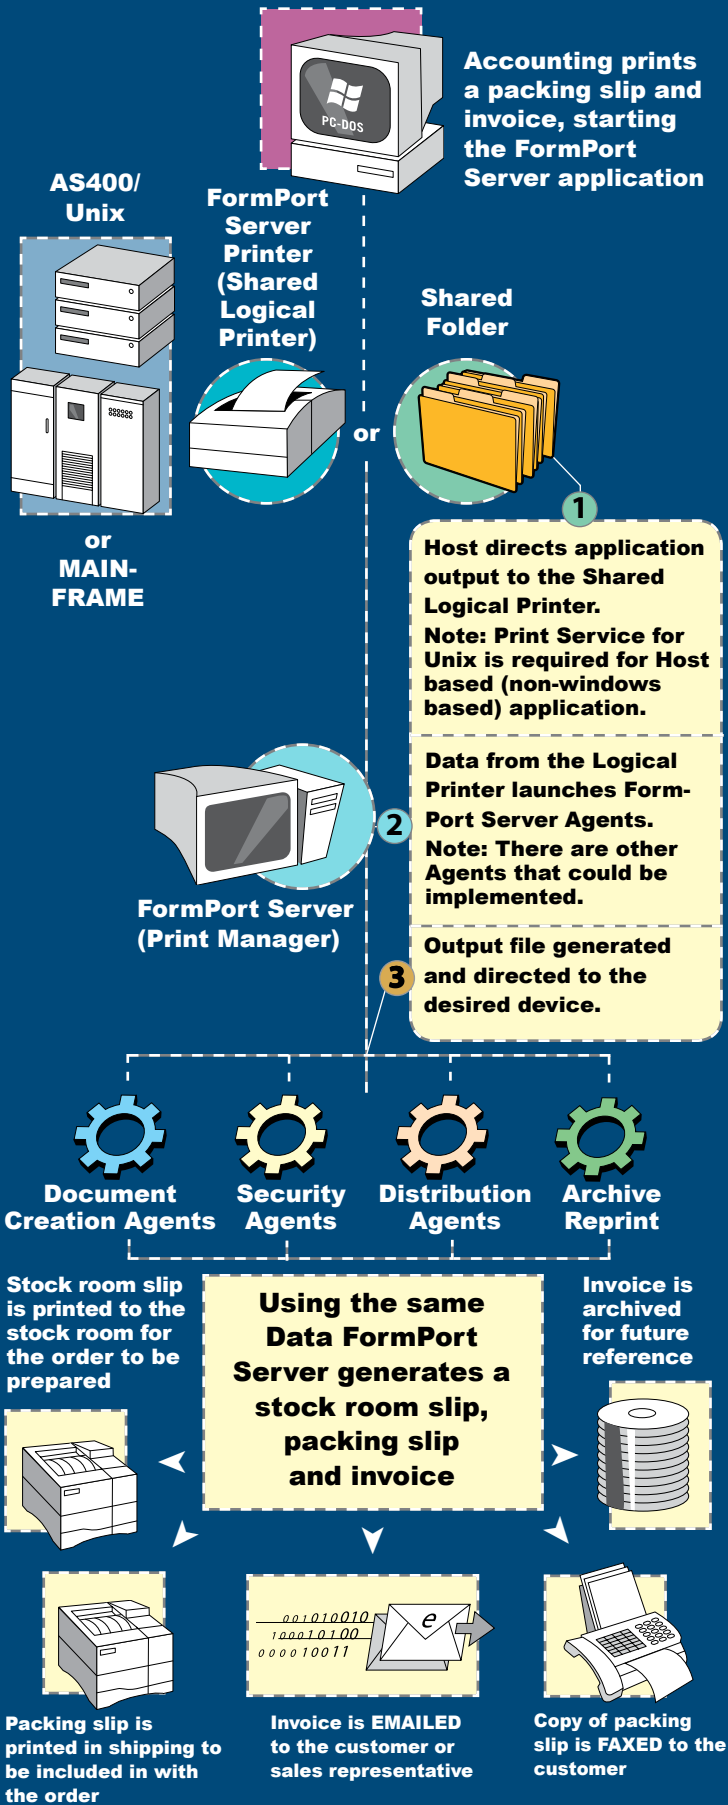 PC-DOS
Accounting prints
a packing slip and
invoice, starting
the FormPort
Server application
AS400/
Unix
or
MAIN-
FRAME
FormPort
Server
Printer
(Shared
Logical
Printer)
or
Shared
Folder
1
Host directs application
output to the Shared
Logical Printer.
Note: Print Service for
Unix is required for Host
based (non-windows
based) application.
2
Data from the Logical
Printer launches Form-
Port Server Agents.
Note: There are other
Agents that could be
implemented.
FormPort Server
(Print Manager)
3
Output file generated
and directed to the
desired device.
Document
Creation Agents
Security
Agents
Distribution
Agents
Archive
Reprint
Stock room slip
is printed to the
stock room for
the order to be
prepared
Using the same
Data FormPort
Server generates a
stock room slip,
packing slip
and invoice
Invoice is
archived
for future
reference
001010010
10010100
000010011
e
Packing slip is
printed in shipping to
be included in with
the order
Invoice is EMAILED
to the customer or
sales representative
Copy of packing
slip is FAXED to the
customer